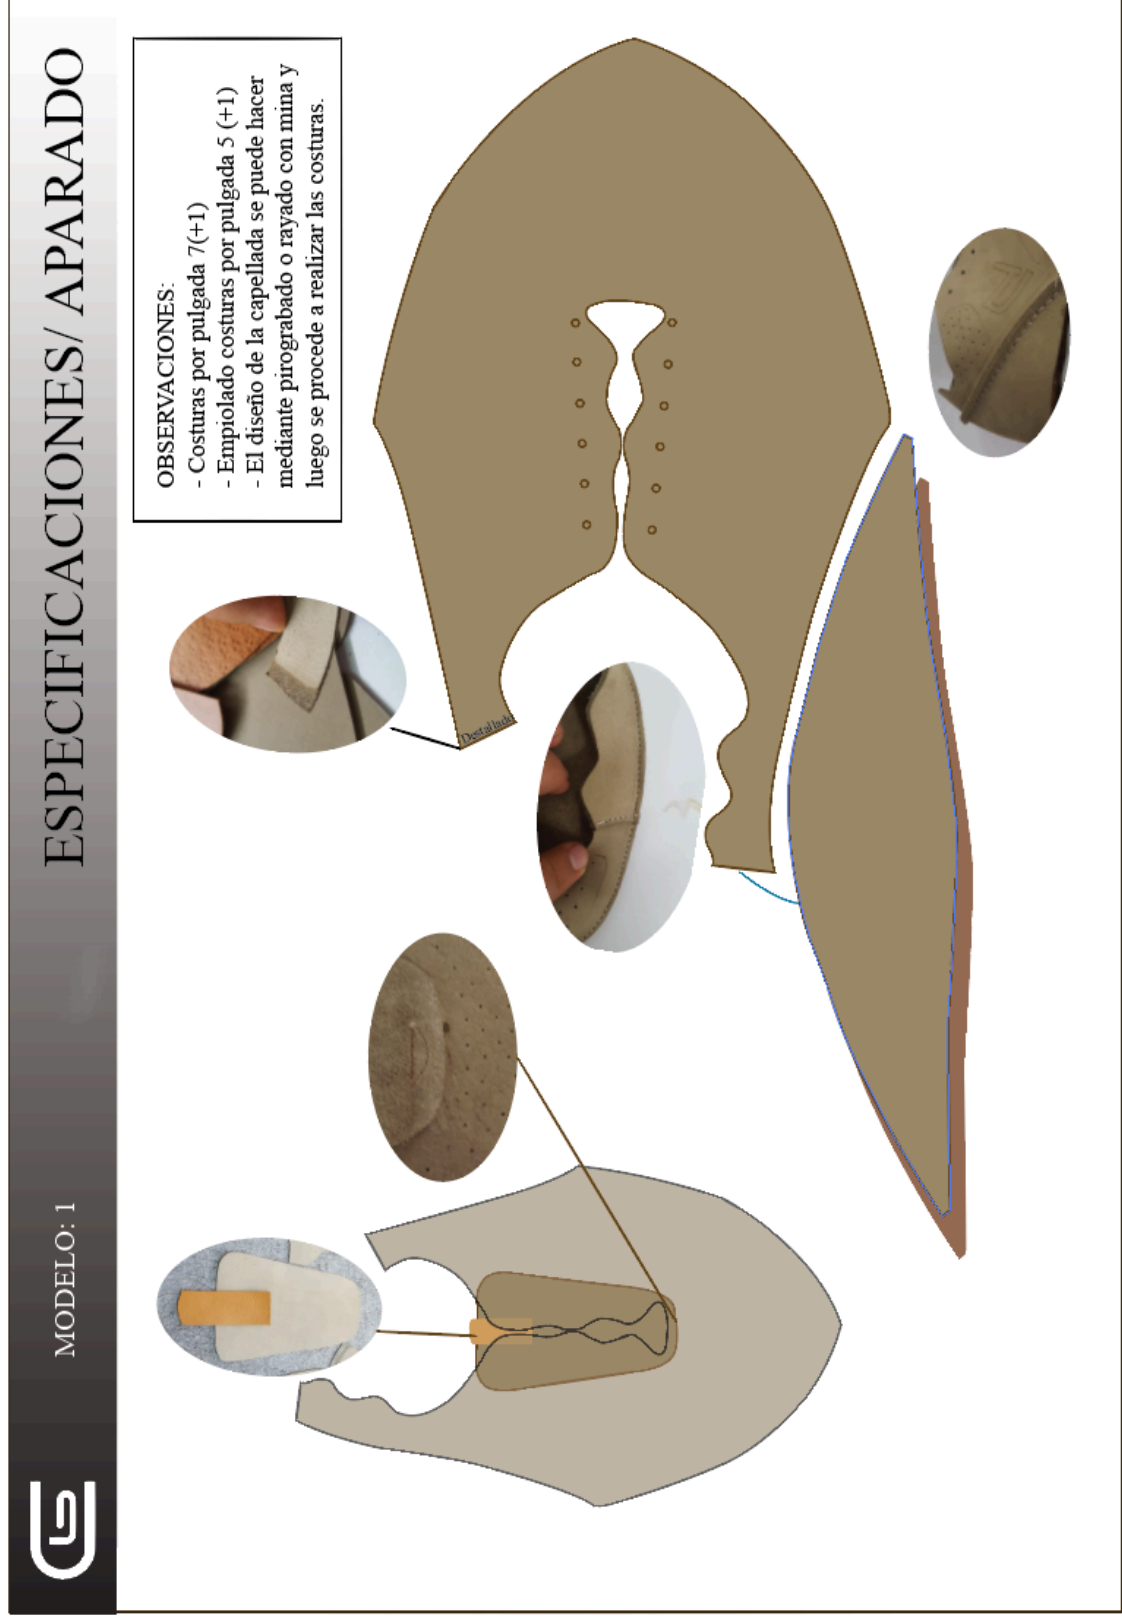 MODELO: 1
ESPECIFICACIONES/ APARADO
OBSERVACIONES:
- Costuras por pulgada 7(+1)
- Empiolado costuras por pulgada 5 (+1)
- El diseño de la capellada se puede hacer
mediante pirograbado o rayado con mina y
luego se procede a realizar las costuras.
Destallado